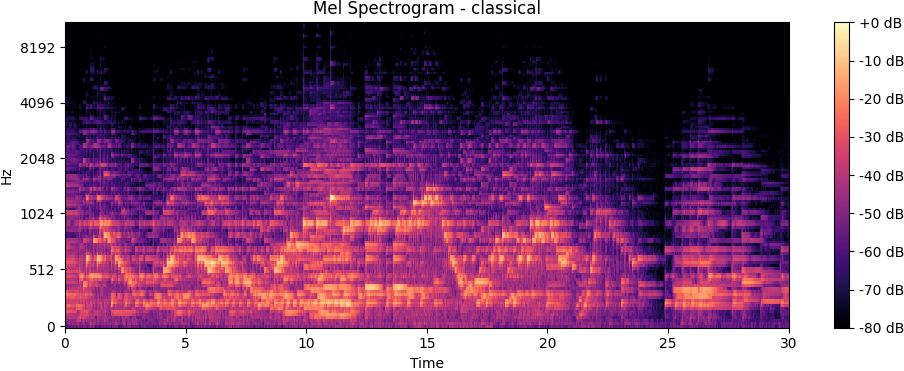 Mel Spectrogram - classical
8192
4096
2048
1024
512
0
Hz
0 5 10 15 20 25 30
Time
+0 dB
-10 dB
-20 dB
-30 dB
-40 dB
-50 dB
-60 dB
-70 dB
-80 dB